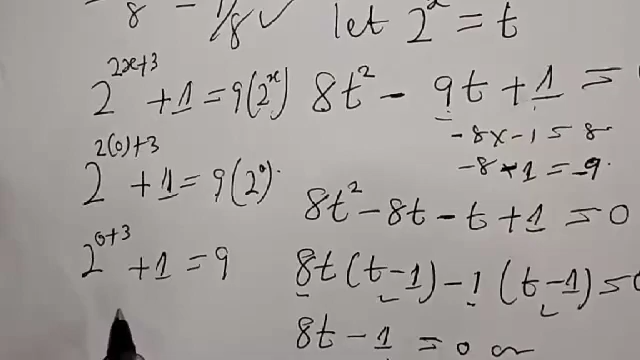 1/8 ✓
let 2^x = t
2^(2x+3) + 1 = 9(2^x)
2^(2(0)+3) + 1 = 9(2^0).
2^(0+3) + 1 = 9
8t² - 9t + 1 =
-8x-1 = 8
-8-1 = -9.
8t² - 8t - t + 1 = 0
8t(t-1) - 1(t-1) = 0
8t - 1 = 0 or